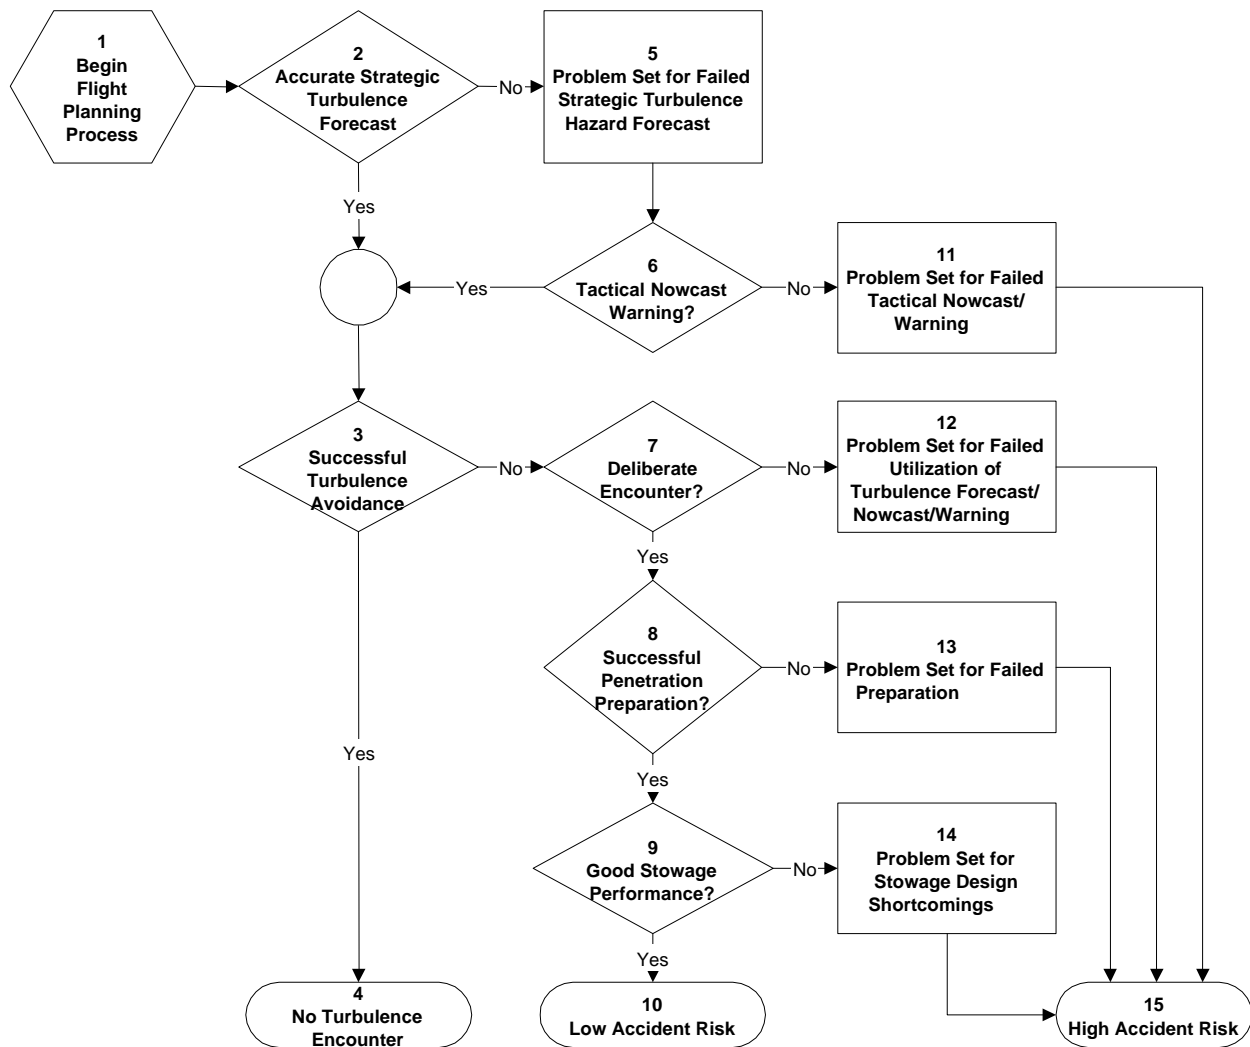 1
Begin
Flight
Planning
Process
2
Accurate Strategic
Turbulence
Forecast
No
5
Problem Set for Failed
Strategic Turbulence
Hazard Forecast
Yes
6
Tactical Nowcast
Warning?
Yes
No
11
Problem Set for Failed
Tactical Nowcast/
Warning
3
Successful
Turbulence
Avoidance
No
7
Deliberate
Encounter?
No
12
Problem Set for Failed
Utilization of
Turbulence Forecast/
Nowcast/Warning
Yes
8
Successful
Penetration
Preparation?
No
13
Problem Set for Failed
Preparation
Yes
Yes
9
Good Stowage
Performance?
No
14
Problem Set for
Stowage Design
Shortcomings
Yes
4
No Turbulence
Encounter
10
Low Accident Risk
15
High Accident Risk